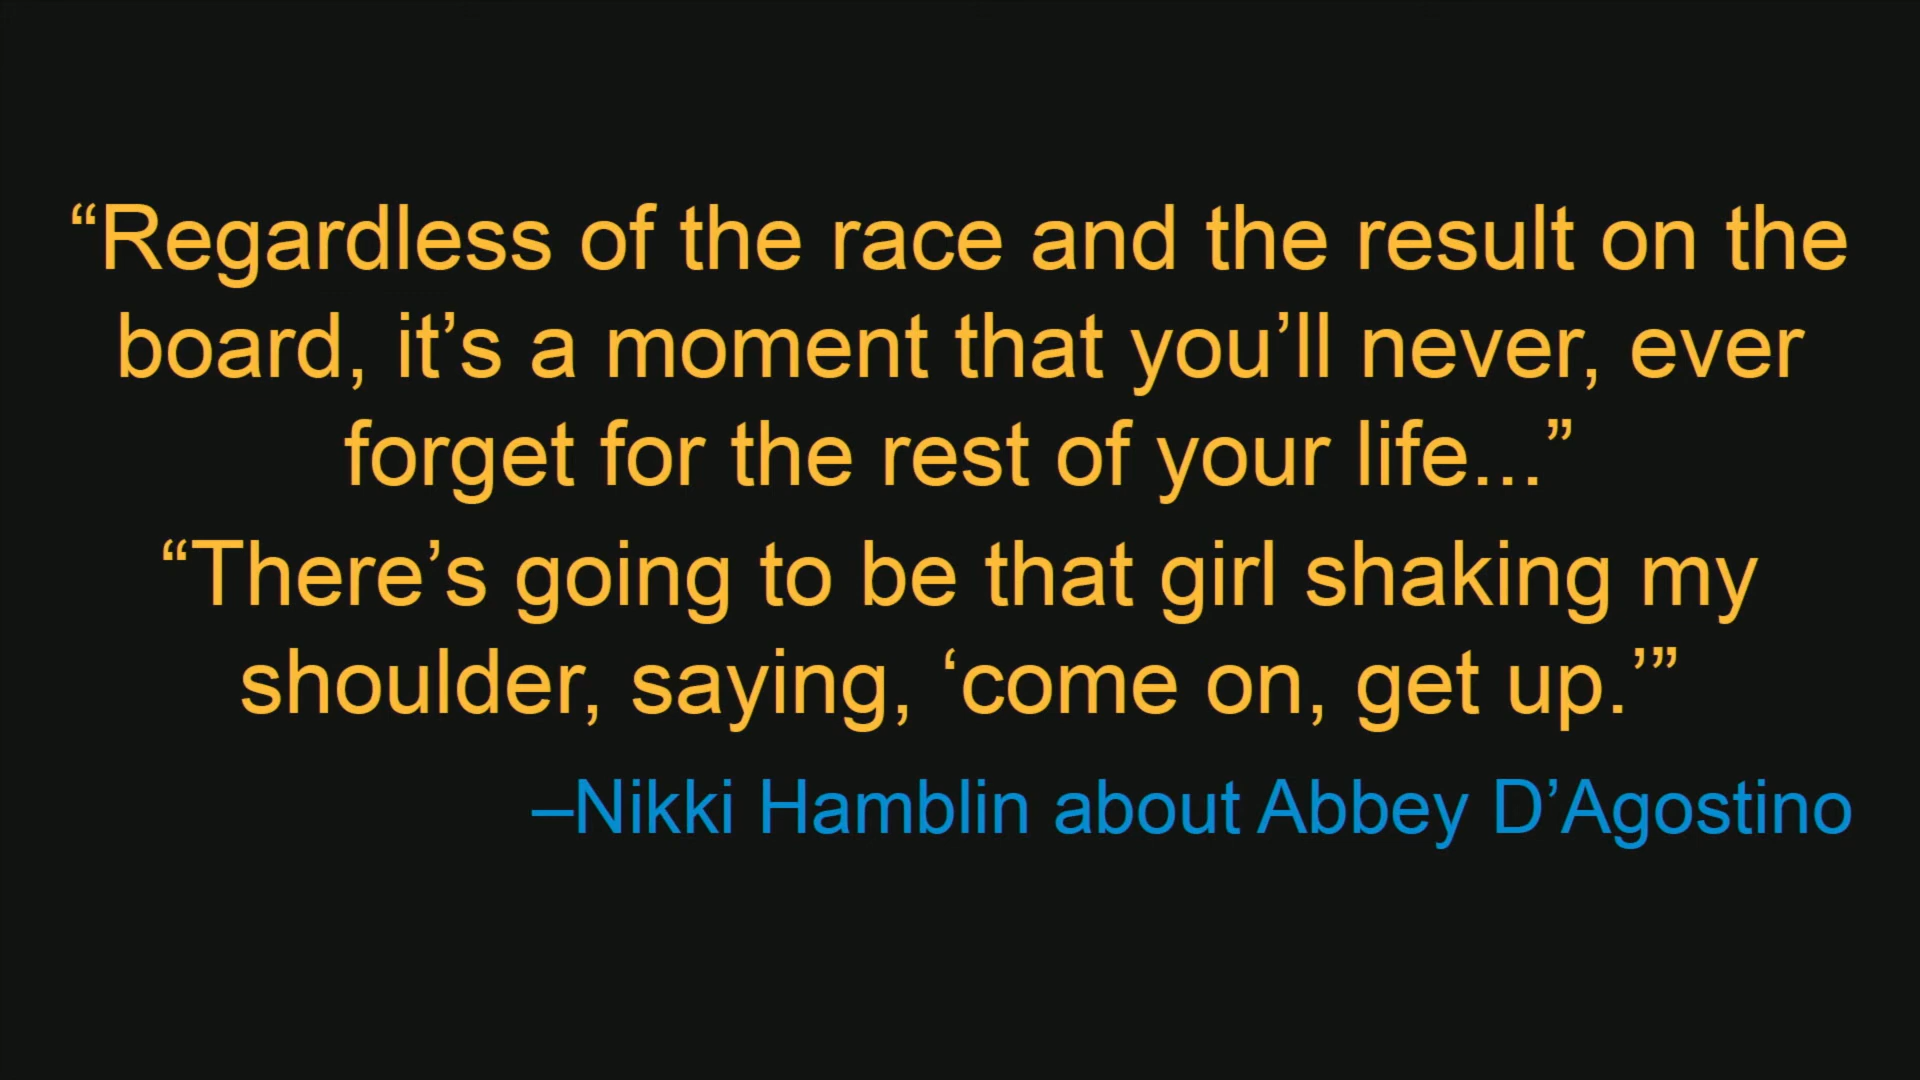 “Regardless of the race and the result on the
board, it’s a moment that you’ll never, ever
forget for the rest of your life...”
“There’s going to be that girl shaking my
shoulder, saying, ‘come on, get up.’”
–Nikki Hamblin about Abbey D’Agostino